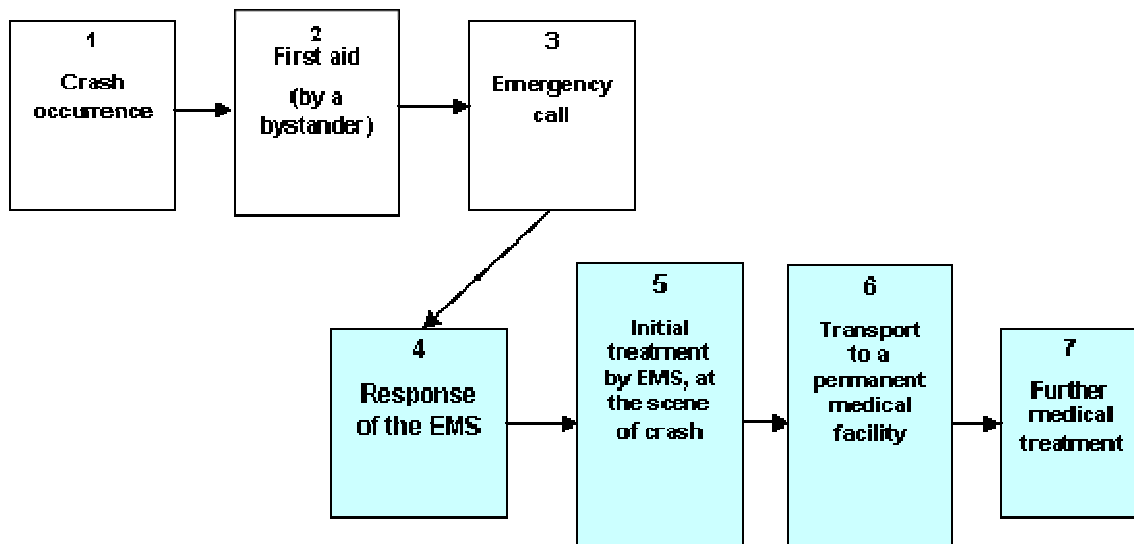 1
Crash
occurrence
2
First aid
(by a
bystander)
3
Emergency
call
4
Response
of the EMS
5
Initial
treatment
by EMS, at
the scene
of crash
6
Transport
to a
permanent
medical
facility
7
Further
medical
treatment